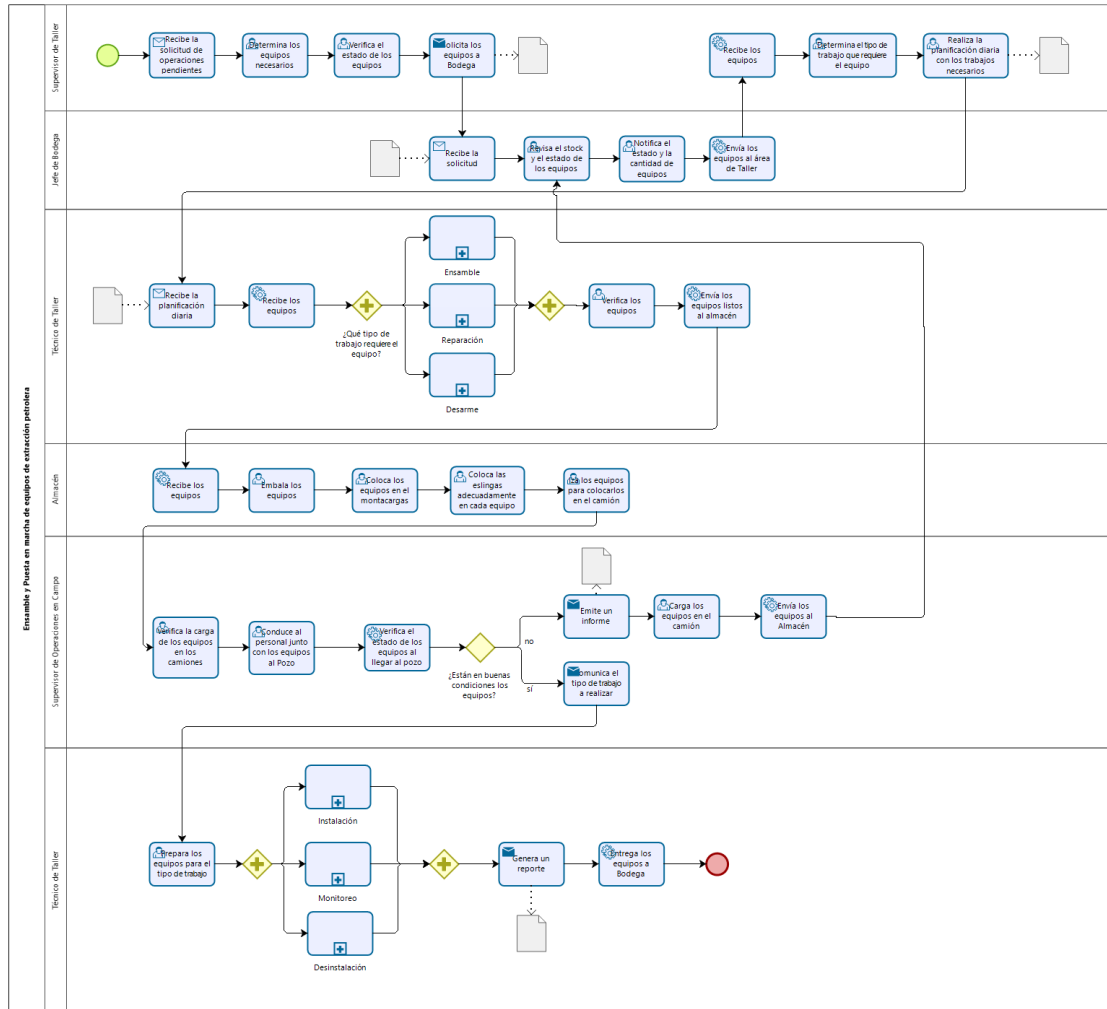 Ensamble y Puesta en marcha de equipos de extracción petrolera
Supervisor de Taller
Recibe la
solicitud de
operaciones
pendientes
Determina los
equipos
necesarios
Verifica el
estado de los
equipos
Solicita los
equipos a
Bodega
Recibe los
equipos
Determina el tipo de
trabajo que requiere
el equipo
Realiza la
planificación diaria
con los trabajos
necesarios
Jefe de Bodega
Recibe la
solicitud
Revisa el stock
y el estado de
los equipos
Notifica el
estado y la
cantidad de
equipos
Envía los
equipos al área
de Taller
Técnico de Taller
Recibe la
planificación
diaria
Recibe los
equipos
¿Qué tipo de
trabajo requiere el
equipo?
Ensamble
Reparación
Desarme
Verifica los
equipos
Envía los
equipos listos
al almacén
Almacén
Recibe los
equipos
Embala los
equipos
Coloca los
equipos en el
montacargas
Coloca las
eslingas
adecuadamente
en cada equipo
los equipos
para colocarlos
en el camión
Supervisor de Operaciones en Campo
Verifica la carga
de los equipos
en los
camiones
Conduce al
personal junto
con los equipos
al Pozo
Verifica el
estado de los
equipos al
llegar al pozo
¿Están en buenas
condiciones los
equipos?
no
sí
Emite un
informe
Carga los
equipos en el
camión
Envía los
equipos al
Almacén
Comunica el
tipo de trabajo
a realizar
Técnico de Taller
Prepara los
equipos para el
tipo de trabajo
Instalación
Monitoreo
Desinstalación
Genera un
reporte
Entrega los
equipos a
Bodega